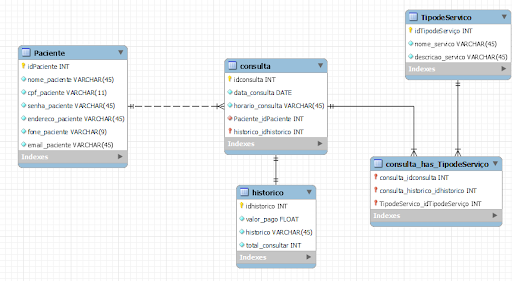 Paciente
idPaciente INT
nome_paciente VARCHAR(45)
cpf_paciente VARCHAR(11)
senha_paciente VARCHAR(45)
endereco_paciente VARCHAR(45)
fone_paciente VARCHAR(9)
email_paciente VARCHAR(45)
Indexes
consulta
idconsulta INT
data_consulta DATE
horario_consulta VARCHAR(45)
Paciente_idPaciente INT
historico_idhistorico INT
Indexes
TipodeServico
idTipodeServiço INT
nome_servico VARCHAR(45)
descricao_servico VARCHAR(45)
Indexes
consulta_has_TipodeServiço
consulta_idconsulta INT
consulta_historico_idhistorico INT
TipodeServico_idTipodeServiço INT
Indexes
historico
idhistorico INT
valor_pago FLOAT
historico VARCHAR(45)
total_consultar INT
Indexes